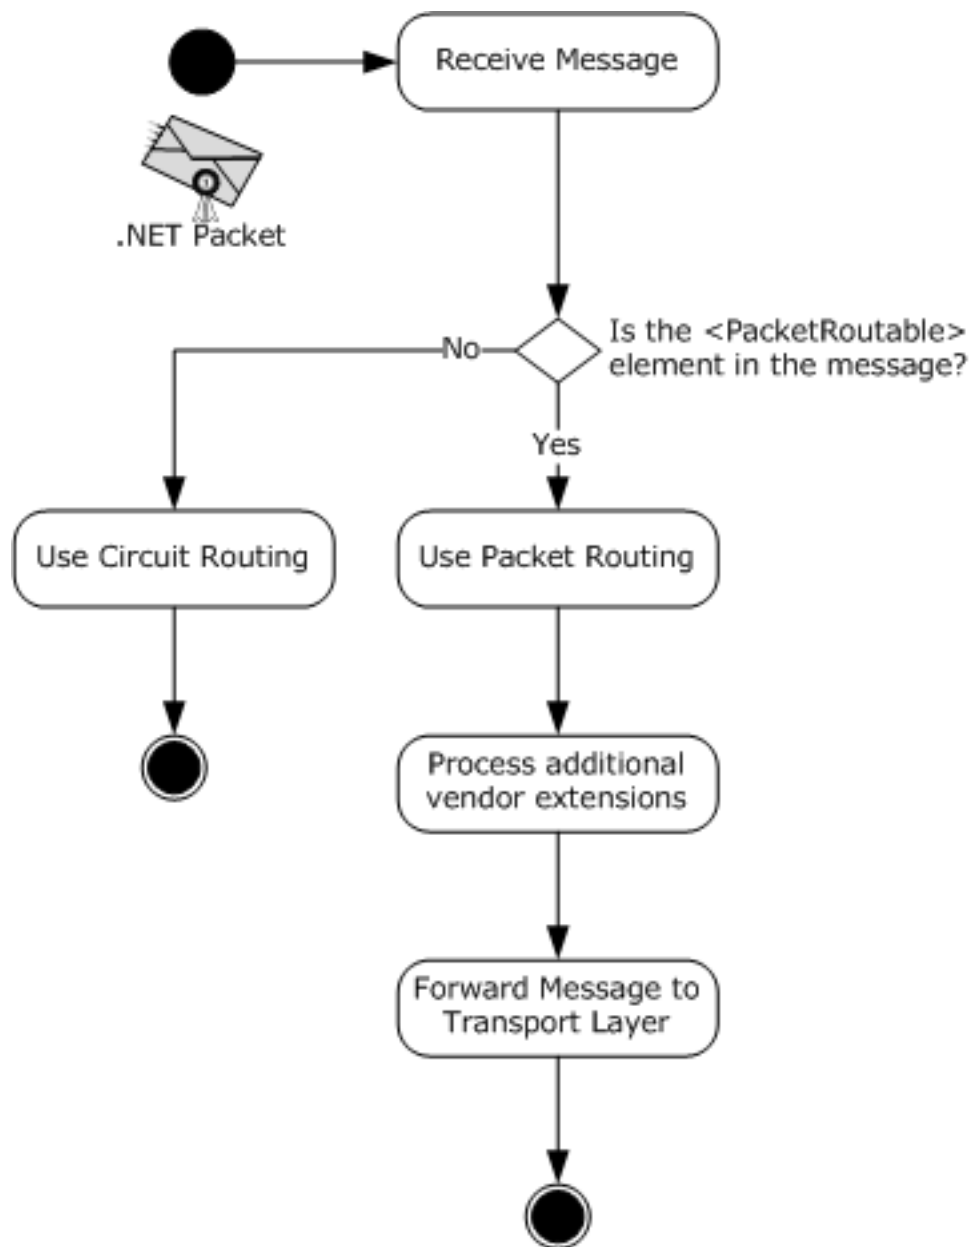 Receive Message
.NET Packet
Is the <PacketRoutable>
element in the message?
No
Yes
Use Circuit Routing
Use Packet Routing
Process additional
vendor extensions
Forward Message to
Transport Layer